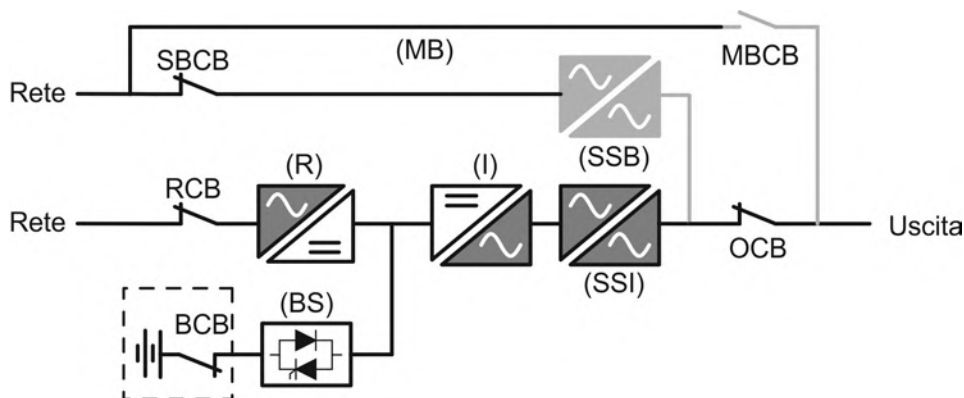 (MB)
MBCB
SBCB
Rete
(SSB)
(R)
(I)
RCB
Rete
Uscita
OCB
(SSI)
(BS)
BCB